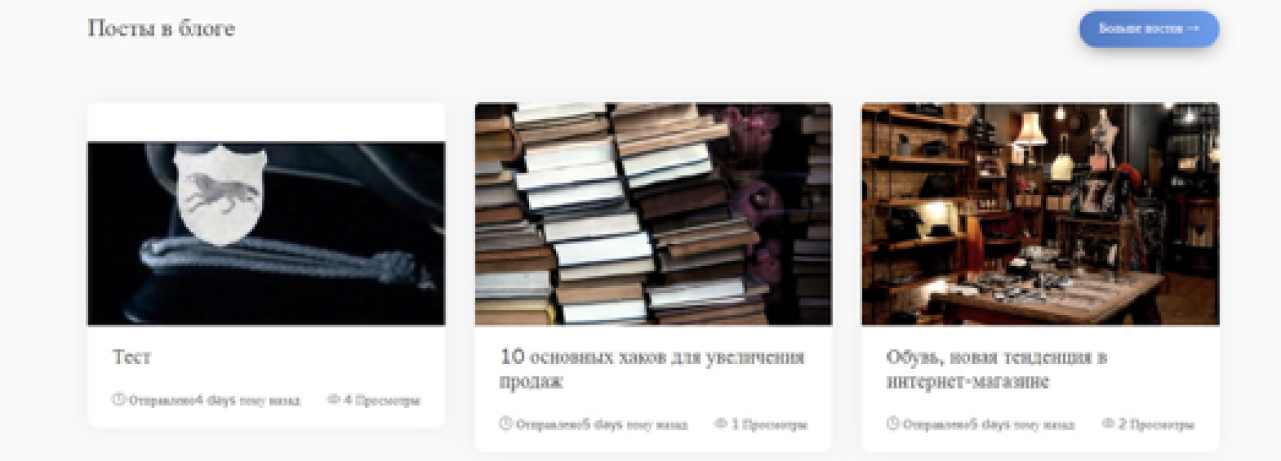 Посты в блоге
Больше постов →
Тест
Отправлено4 days тому назад
4 Просмотры
10 основных хаков для увеличения
продаж
Отправлено5 days тому назад
1 Просмотры
Обувь, новая тенденция в
интернет-магазине
Отправлено5 days тому назад
2 Просмотры